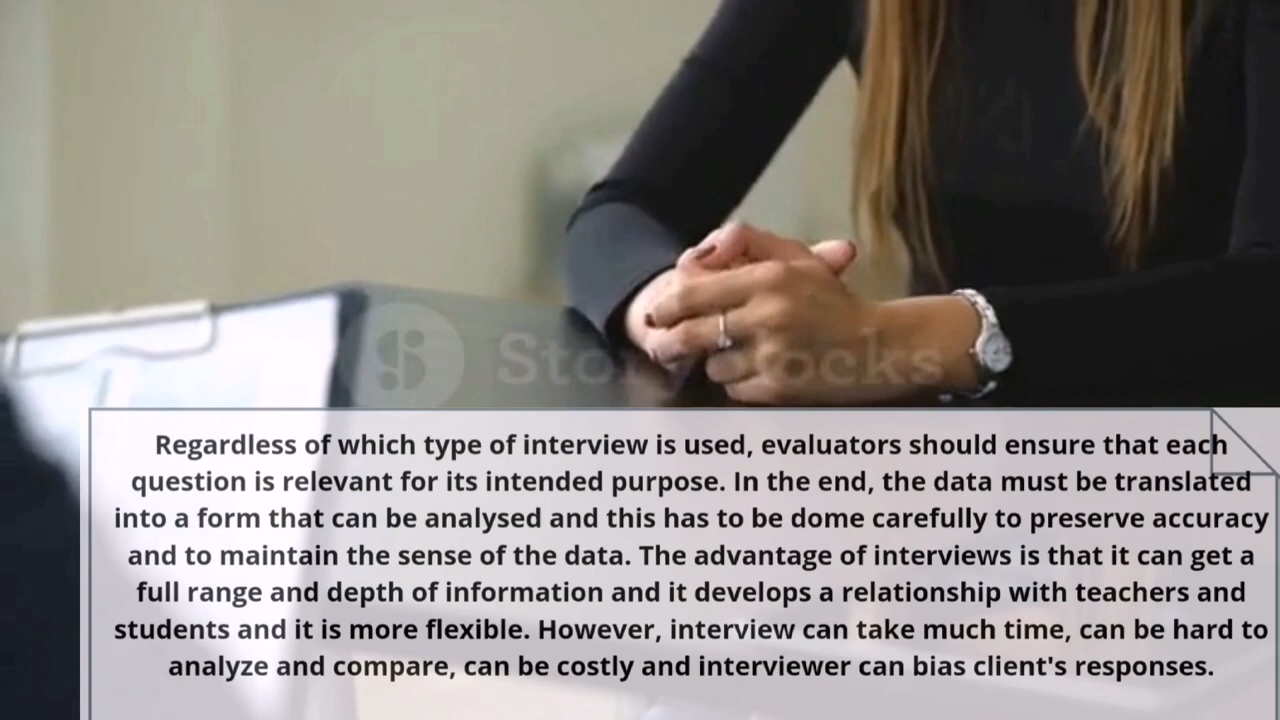 Storyblocks
Regardless of which type of interview is used, evaluators should ensure that each
question is relevant for its intended purpose. In the end, the data must be translated
into a form that can be analysed and this has to be dome carefully to preserve accuracy
and to maintain the sense of the data. The advantage of interviews is that it can get a
full range and depth of information and it develops a relationship with teachers and
students and it is more flexible. However, interview can take much time, can be hard to
analyze and compare, can be costly and interviewer can bias client's responses.